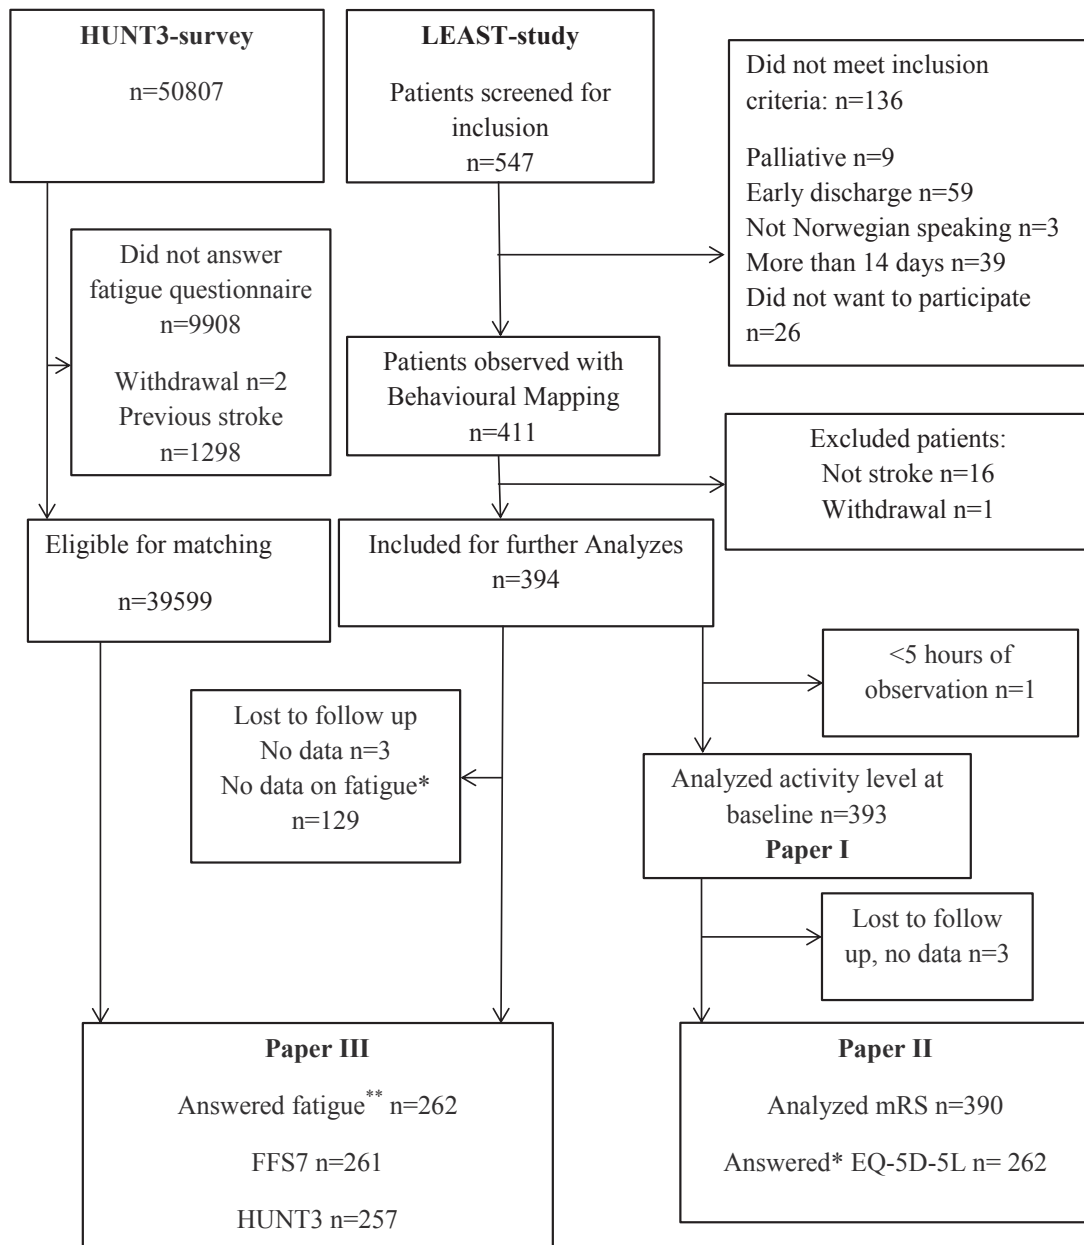 HUNT3-survey
n=50807
LEAST-study
Patients screened for
inclusion
n=547
Did not meet inclusion
criteria: n=136
Palliative n=9
Early discharge n=59
Not Norwegian speaking n=3
More than 14 days n=39
Did not want to participate
n=26
Did not answer
fatigue questionnaire
n=9908
Withdrawal n=2
Previous stroke
n=1298
Patients observed with
Behavioural Mapping
n=411
Excluded patients:
Not stroke n=16
Withdrawal n=1
Eligible for matching
n=39599
Included for further Analyzes
n=394
<5 hours of
observation n=1
Lost to follow up
No data n=3
No data on fatigue*
n=129
Analyzed activity level at
baseline n=393
Paper I
Lost to follow
up, no data n=3
Paper III
Answered fatigue** n=262
FFS7 n=261
HUNT3 n=257
Paper II
Analyzed mRS n=390
Answered* EQ-5D-5L n= 262